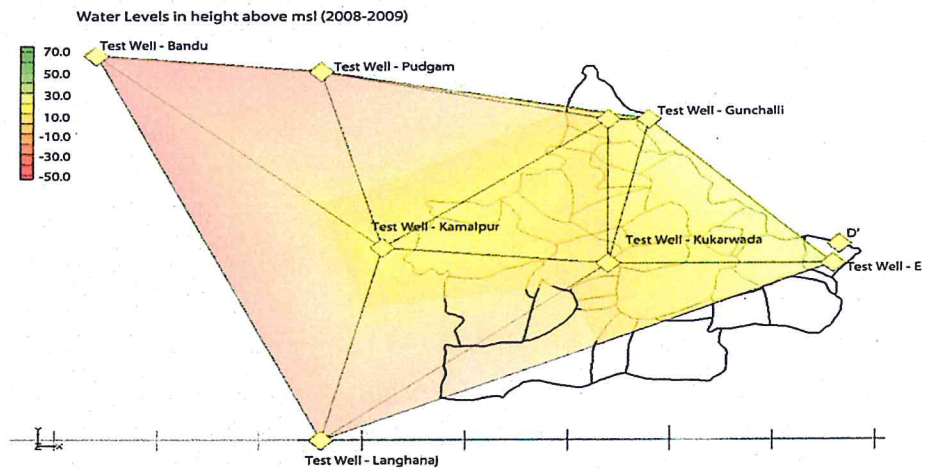 Water Levels in height above msl (2008-2009)
70.0
50.0
30.0
10.0
-10.0
-30.0
-50.0
Test Well - Bandu
Test Well - Pudgam
Test Well - Gunchalli
Test Well - Kamalpur
Test Well - Kukarwada
D'
Test Well - E
Test Well - Langhanaj